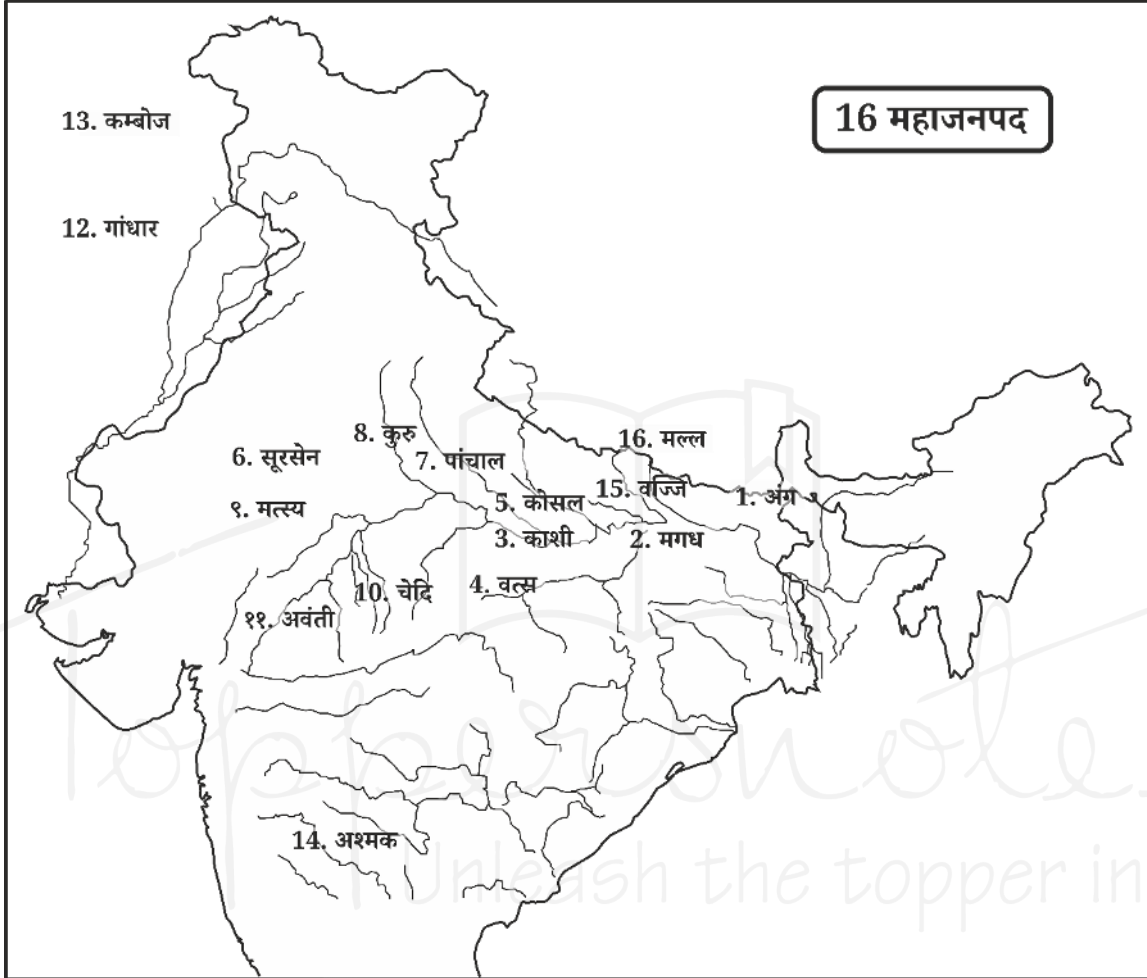 16 महाजनपद
13. कम्बोज
12. गांधार
8. कुरु
16. मल्ल
6. सूरसेन
7. पांचाल
15. वज्जि
1. अंग
5. कोसल
९. मत्स्य
3. काशी
2. मगध
10. चेदि
4. वत्स
११. अवंती
14. अश्मक
Toppersnotes
Unleash the topper in